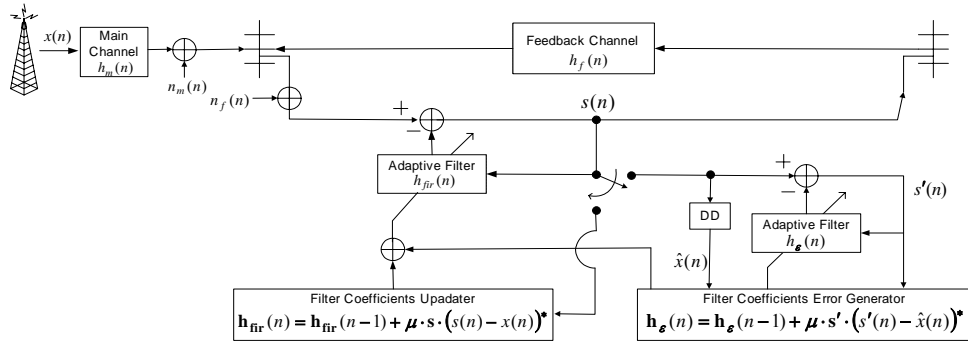 x(n)
Main
Channel
h_m(n)
n_m(n)
Feedback Channel
h_f(n)
n_f(n)
+
−
s(n)
Adaptive Filter
h_fir(n)
DD
x̂(n)
+
−
s′(n)
Adaptive Filter
h_ε(n)
Filter Coefficients Upadater
h_fir(n) = h_fir(n−1) + μ·s·(s(n)−x(n))*
Filter Coefficients Error Generator
h_ε(n) = h_ε(n−1) + μ·s′·(s′(n)−x̂(n))*